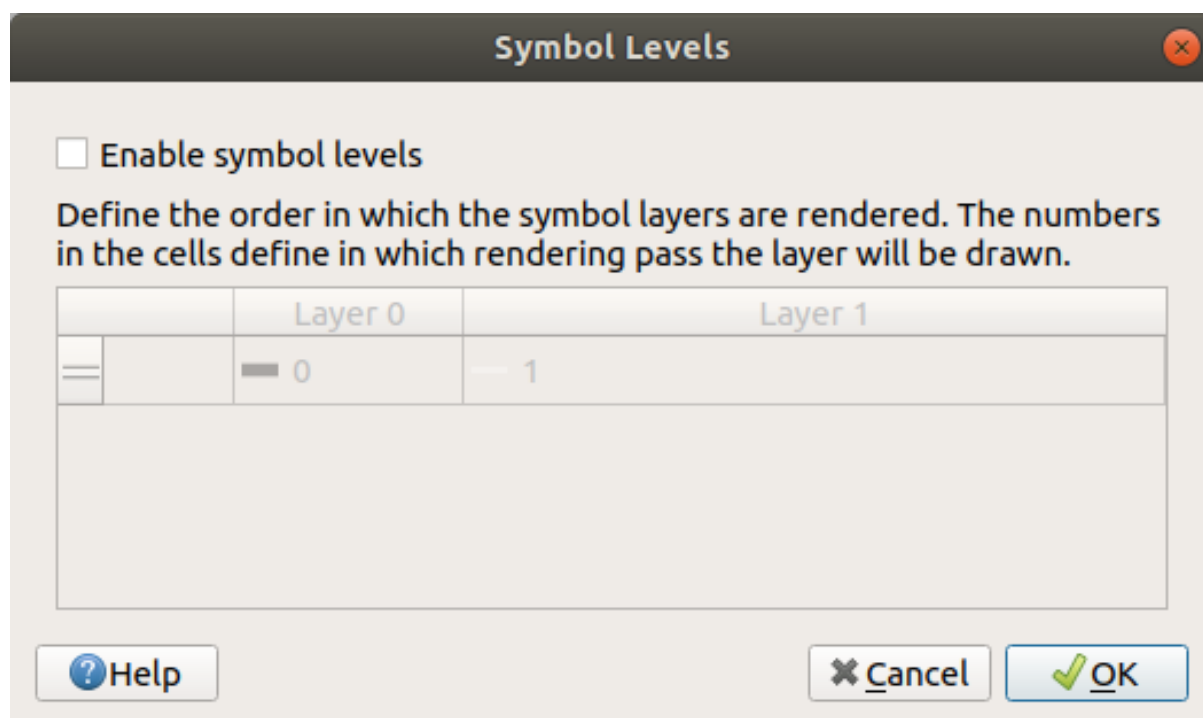 Symbol Levels
Enable symbol levels
Define the order in which the symbol layers are rendered. The numbers
in the cells define in which rendering pass the layer will be drawn.
Layer 0 Layer 1
0 1
Help Cancel OK